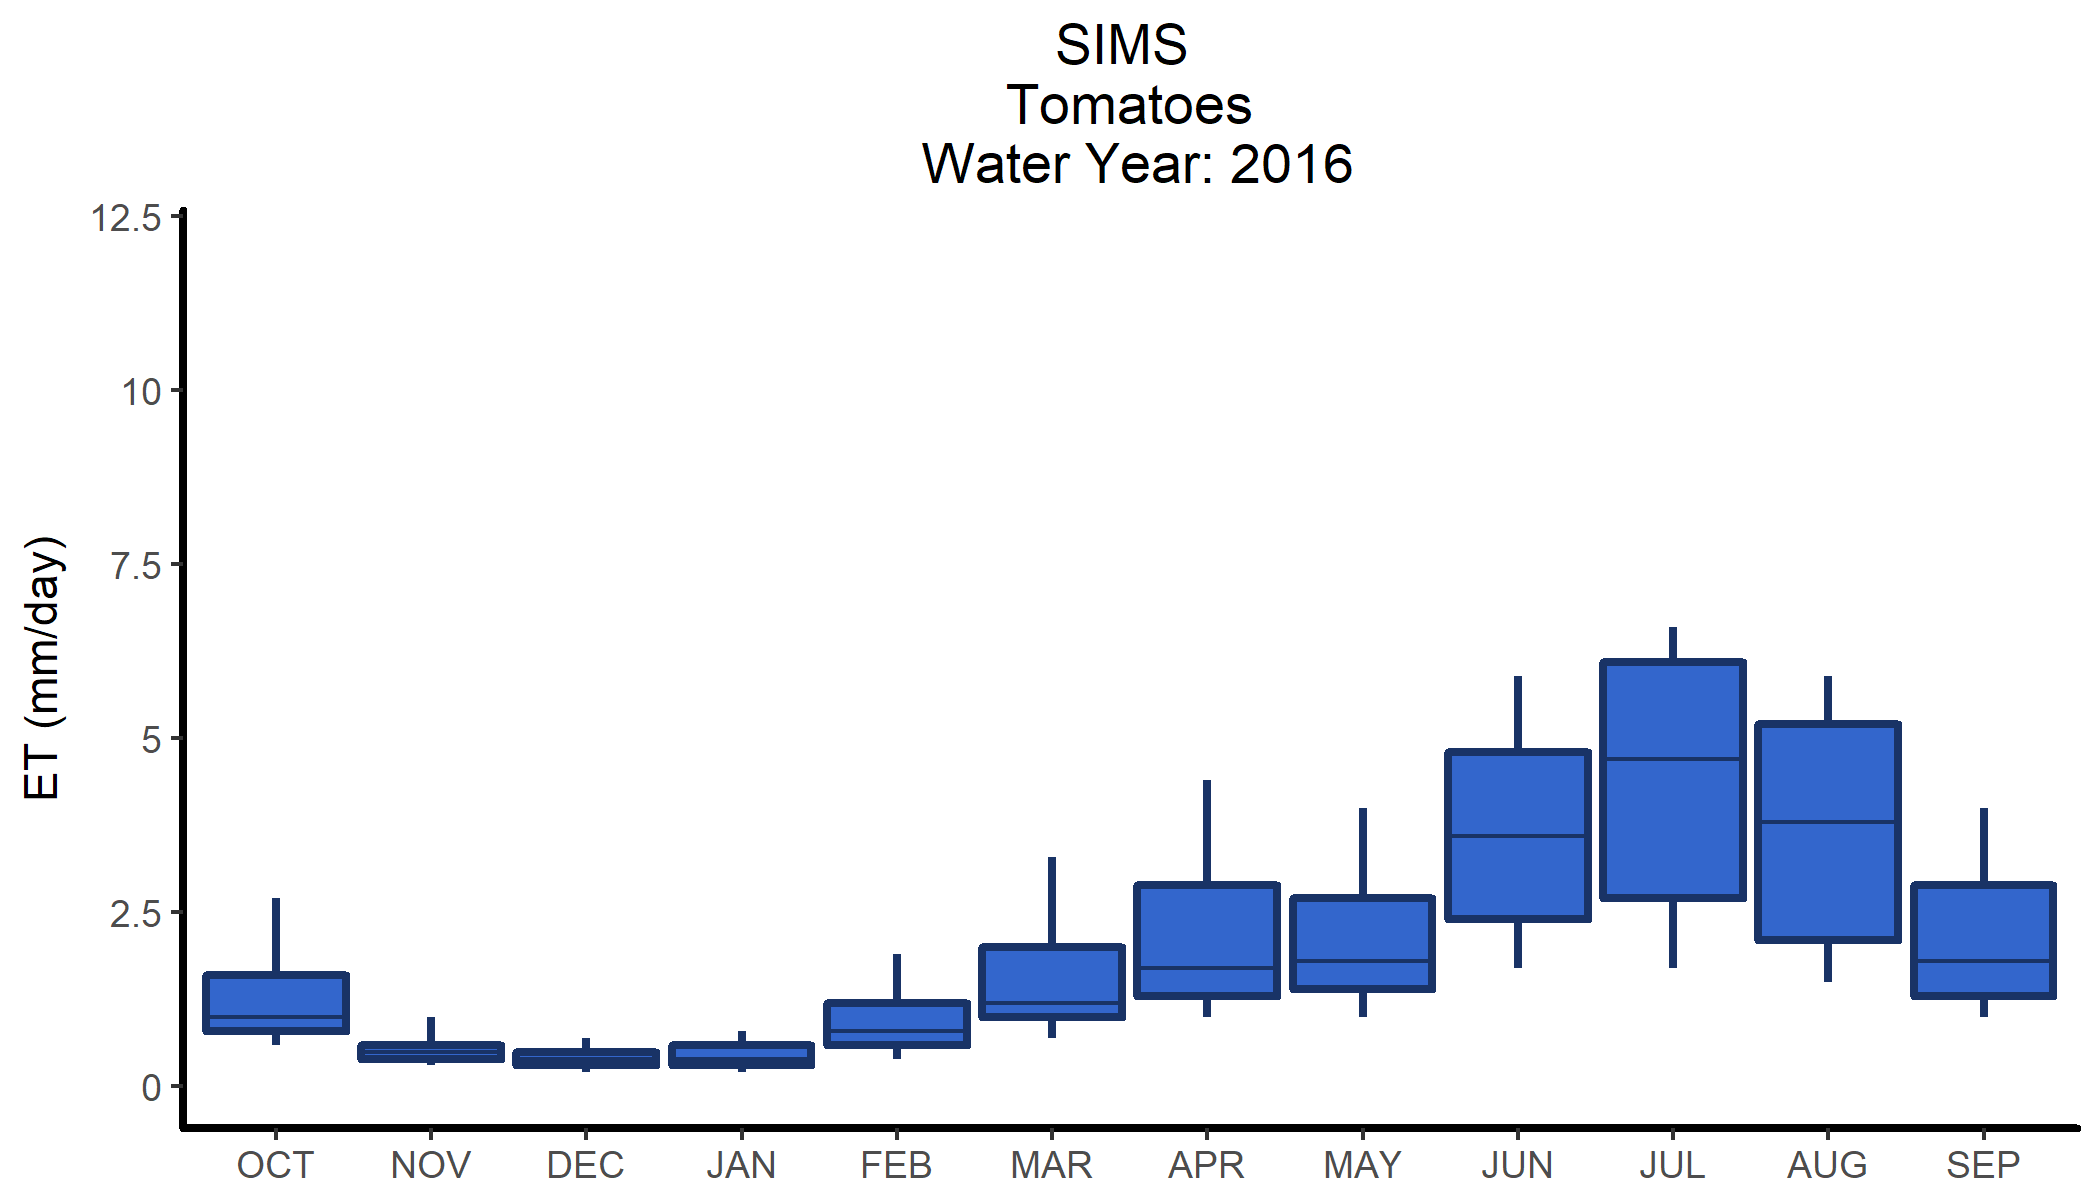 SIMS
Tomatoes
Water Year: 2016
ET (mm/day)
12.5
10
7.5
5
2.5
0
OCT NOV DEC JAN FEB MAR APR MAY JUN JUL AUG SEP